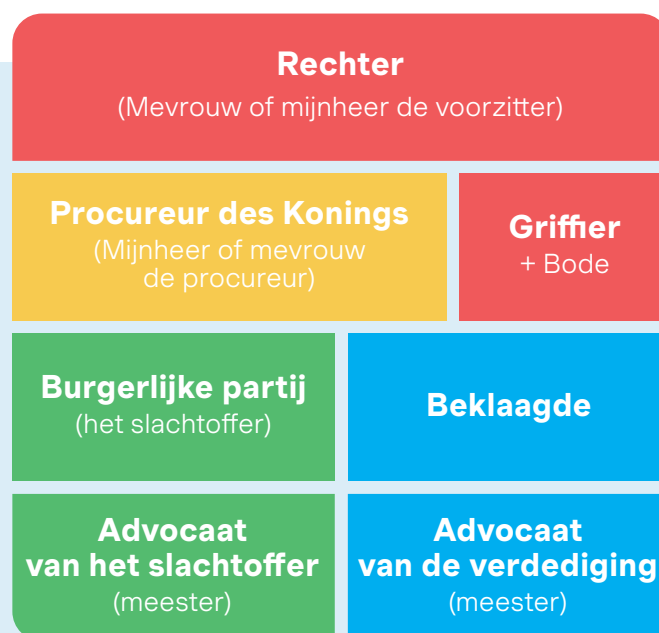 Rechter
(Mevrouw of mijnheer de voorzitter)
Procureur des Konings
(Mijnheer of mevrouw
de procureur)
Griffier
+ Bode
Burgerlijke partij
(het slachtoffer)
Beklaagde
Advocaat
van het slachtoffer
(meester)
Advocaat
van de verdediging
(meester)